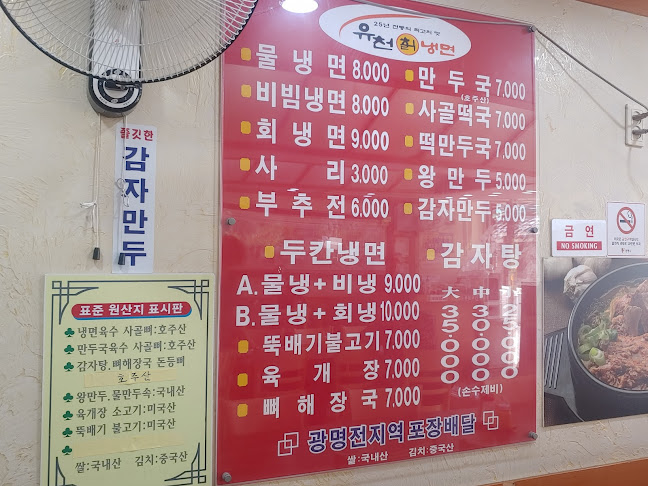 25년 전통의 최고의 맛
유천 칡 냉면
물냉면 8.000
비빔냉면 8.000
회냉면 9.000
사리 3.000
부추전 6.000
만두국 7.000
(호주산)
사골떡국 7.000
떡만두국 7.000
왕만두 5.000
감자만두 5.000
두칸냉면
A.물냉+비냉 9.000
B.물냉+회냉 10.000
뚝배기불고기 7.000
육개장 7.000
뼈해장국 7.000
감자탕
大 中 小
(손수제비)
광명전지역 포장배달
쌀:국내산 김치:중국산
쫄깃한
감자만두
표준 원산지 표시판
냉면육수 사골뼈:호주산
만두국육수 사골뼈:호주산
감자탕.뼈해장국 돈등뼈
호주산
왕만두.물만두속:국내산
육개장 소고기:미국산
뚝배기 불고기:미국산
쌀:국내산 김치:중국산
금연
NO SMOKING